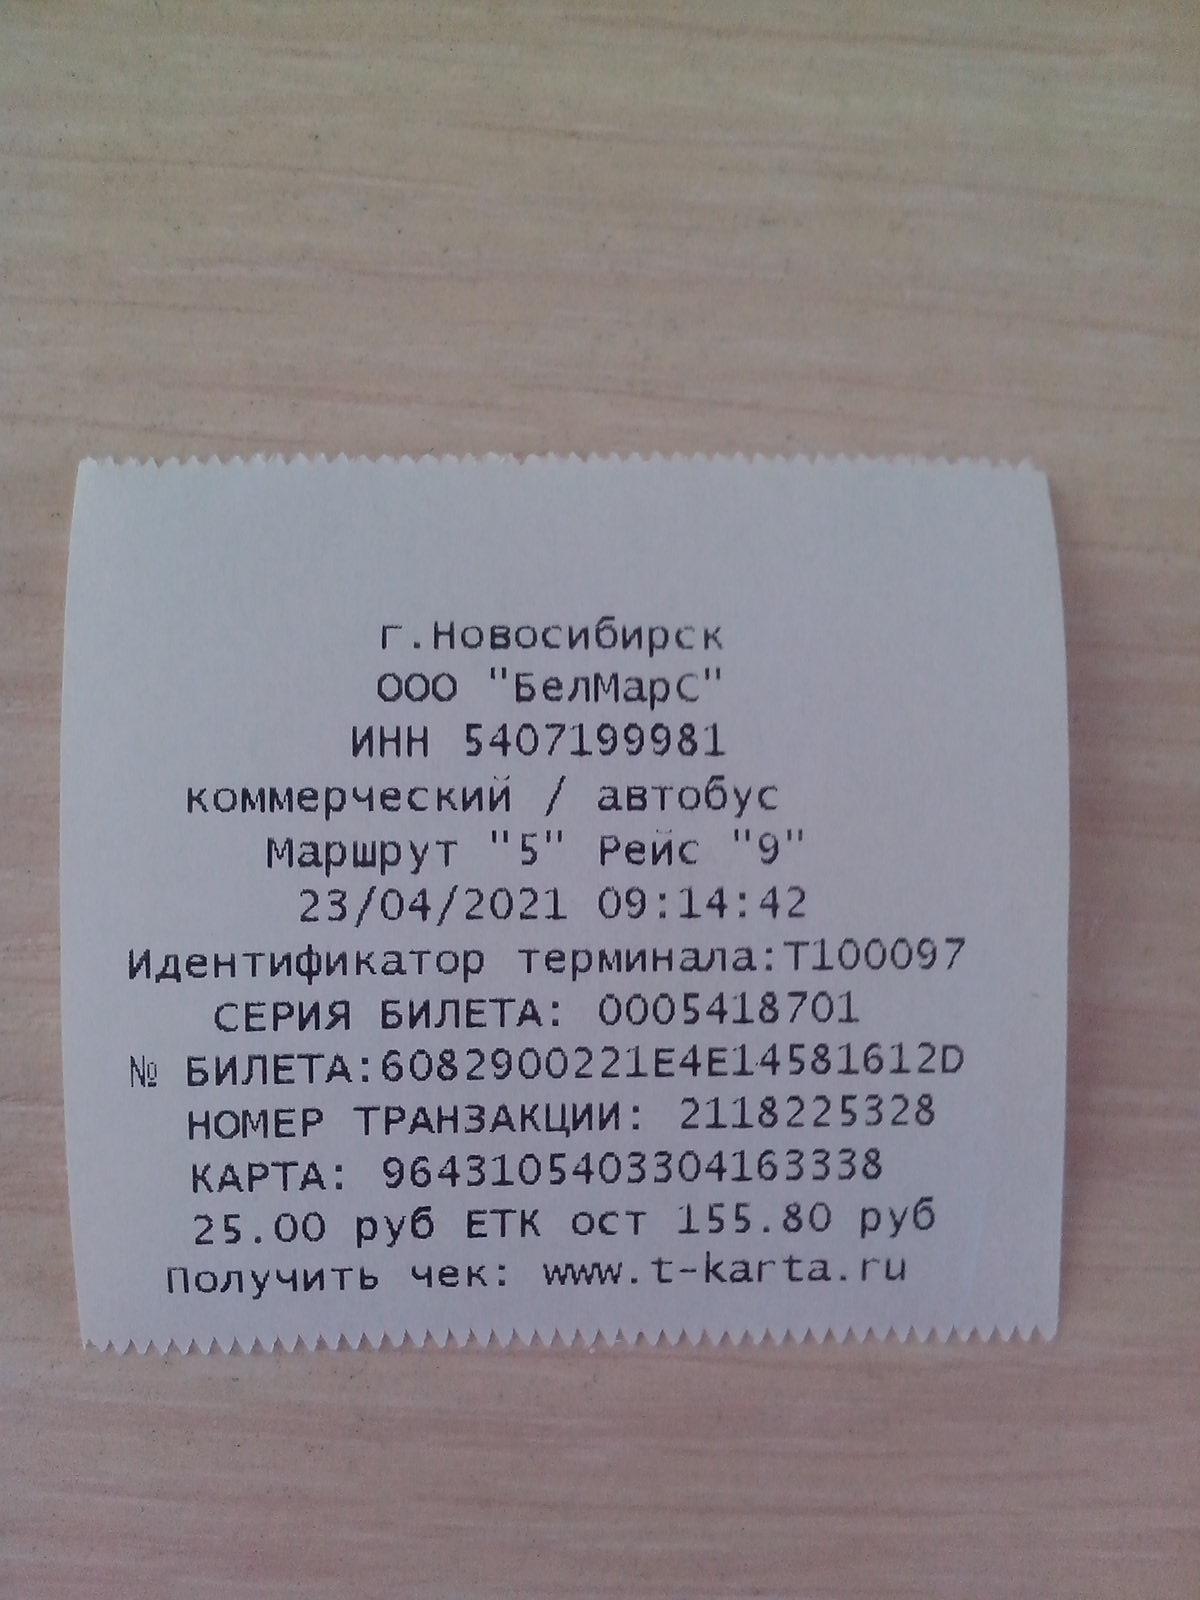 г.Новосибирск
ООО "БелМарС"
ИНН 5407199981
коммерческий / автобус
Маршрут "5" Рейс "9"
23/04/2021 09:14:42
Идентификатор терминала:T100097
СЕРИЯ БИЛЕТА: 0005418701
№ БИЛЕТА:6082900221E4E14581612D
НОМЕР ТРАНЗАКЦИИ: 2118225328
КАРТА: 9643105403304163338
25.00 руб ЕТК ост 155.80 руб
Получить чек: www.t-karta.ru